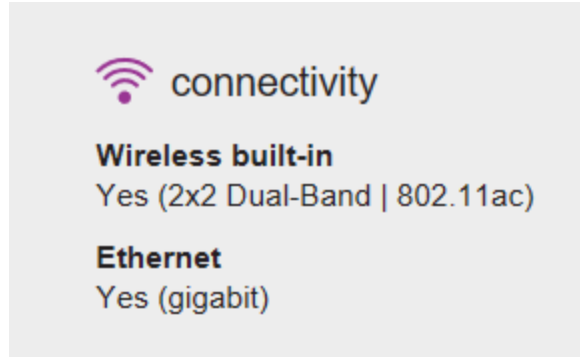 connectivity
Wireless built-in
Yes (2x2 Dual-Band | 802.11ac)
Ethernet
Yes (gigabit)